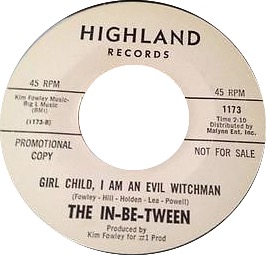 HIGHLAND
RECORDS
45 RPM
45 RPM
Kim Fowley Music-
Big L Music
(BMI)
(1173-B)
1173
Time 2:10
Distributed by
Malynn Ent. Inc.
PROMOTIONAL
COPY
NOT FOR SALE
GIRL CHILD, I AM AN EVIL WITCHMAN
(Fowley - Hill - Holden - Lea - Powell)
THE IN-BE-TWEEN
Produced by
Kim Fowley for #1 Prod